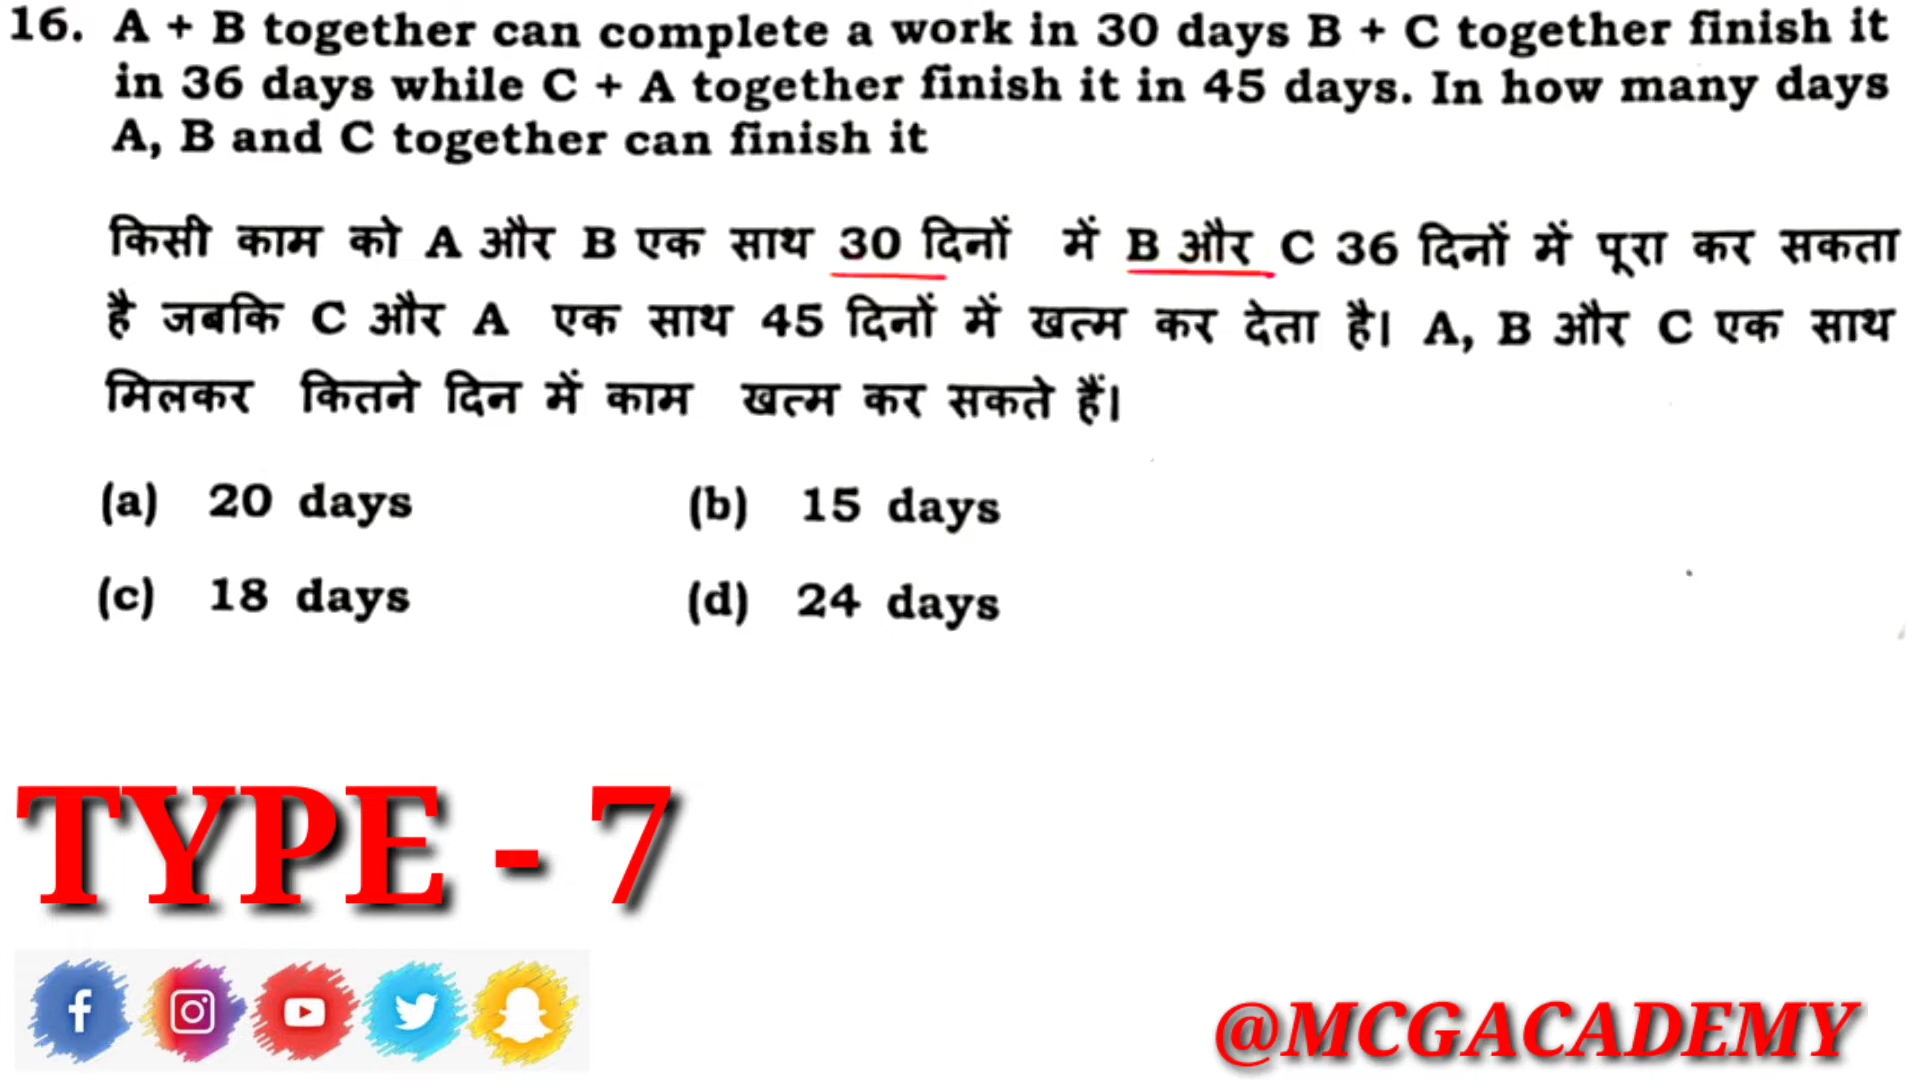 16. A + B together can complete a work in 30 days B + C together finish it
in 36 days while C + A together finish it in 45 days. In how many days
A, B and C together can finish it
किसी काम को A और B एक साथ 30 दिनों में B और C 36 दिनों में पूरा कर सकता
है जबकि C और A एक साथ 45 दिनों में खत्म कर देता है। A, B और C एक साथ
मिलकर कितने दिन में काम खत्म कर सकते हैं।
(a) 20 days (b) 15 days
(c) 18 days (d) 24 days
TYPE - 7
@MCGACADEMY